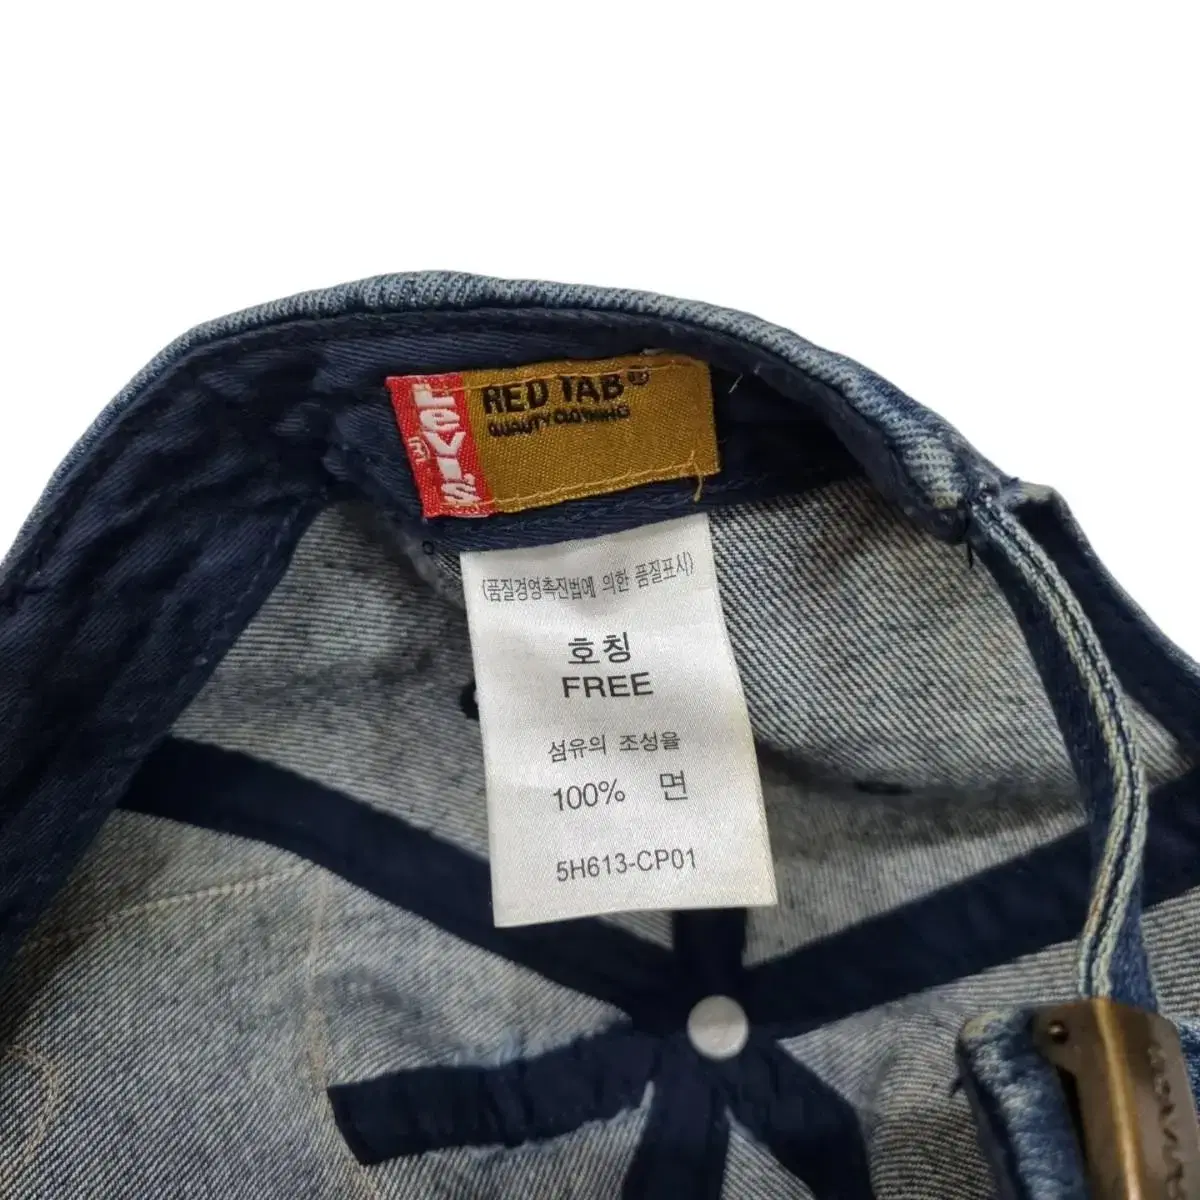 Levi's®
RED TAB®
QUALITY CLOTHING
(품질경영촉진법에 의한 품질표시)
호칭
FREE
섬유의 조성율
100% 면
5H613-CP01